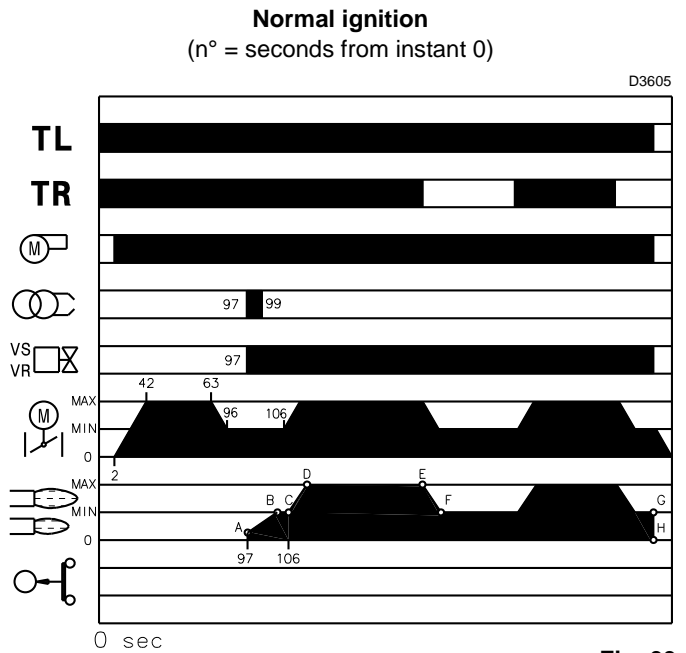 Normal ignition
(n° = seconds from instant 0)
D3605
TL
TR
M
97 99
VS
VR
97
42 63
MAX
M
96 106
MIN
0
2
MAX
D E
MIN
B C F G
A
0
H
97 106
0 sec